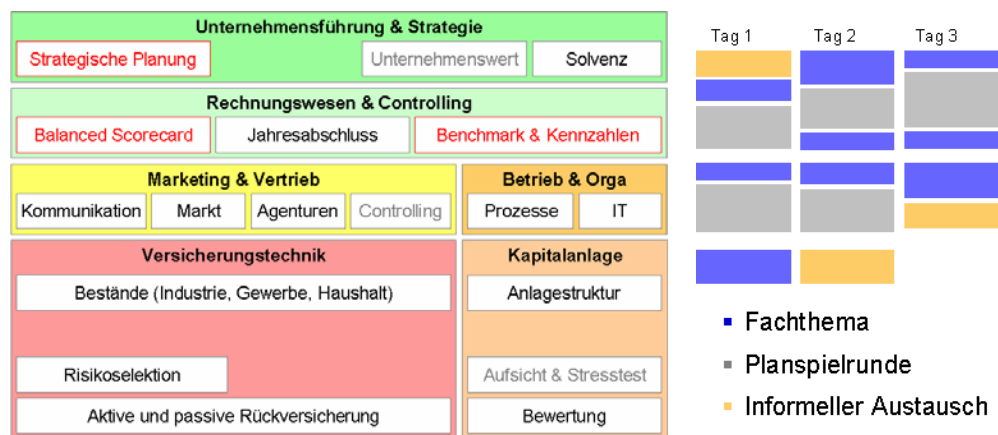 Unternehmensführung & Strategie
Strategische Planung
Unternehmenswert
Solvenz
Rechnungswesen & Controlling
Balanced Scorecard
Jahresabschluss
Benchmark & Kennzahlen
Marketing & Vertrieb
Kommunikation
Markt
Agenturen
Controlling
Betrieb & Orga
Prozesse
IT
Versicherungstechnik
Bestände (Industrie, Gewerbe, Haushalt)
Risikoselektion
Aktive und passive Rückversicherung
Kapitalanlage
Anlagestruktur
Aufsicht & Stresstest
Bewertung
Tag 1
Tag 2
Tag 3
Fachthema
Planspielrunde
Informeller Austausch